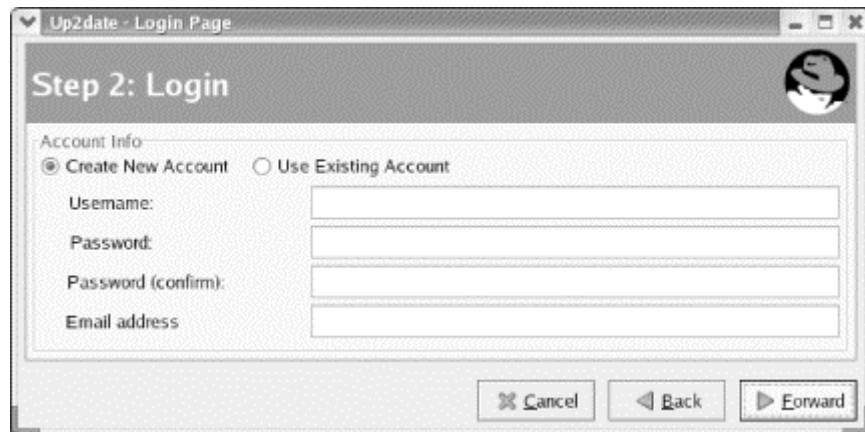 Up2date - Login Page
Step 2: Login
Account Info
Create New Account Use Existing Account
Username:
Password:
Password (confirm):
Email address
Cancel Back Forward